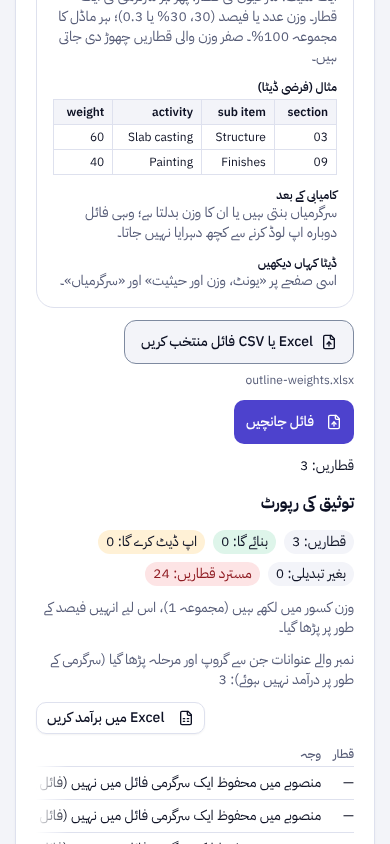 قطار۔ وزن عدد یا فیصد (30، 30% یا 0.3)؛ ہر ماڈل کا
مجموعہ 100%۔ صفر وزن والی قطاریں چھوڑ دی جاتی
ہیں۔
مثال (فرضی ڈیٹا)
section sub item activity weight
03 Structure Slab casting 60
09 Finishes Painting 40
کامیابی کے بعد
سرگرمیاں بنتی ہیں یا ان کا وزن بدلتا ہے؛ وہی فائل
دوبارہ اپ لوڈ کرنے سے کچھ دہرایا نہیں جاتا۔
ڈیٹا کہاں دیکھیں
اسی صفحے پر «یونٹ، وزن اور حیثیت» اور «سرگرمیاں»۔
Excel یا CSV فائل منتخب کریں
outline-weights.xlsx
فائل جانچیں
قطاریں: 3
توثیق کی رپورٹ
قطاریں: 3 بنائے گا: 0 اپ ڈیٹ کرے گا: 0
بغیر تبدیلی: 0 مسترد قطاریں: 24
وزن کسور میں لکھے ہیں (مجموعہ 1)، اس لیے انہیں فیصد کے
طور پر پڑھا گیا۔
نمبر والے عنوانات جن سے گروپ اور مرحلہ پڑھا گیا (سرگرمی کے
طور پر درآمد نہیں ہوئے): 3
Excel میں برآمد کریں
قطار وجہ
— منصوبے میں محفوظ ایک سرگرمی فائل میں نہیں (فائل
— منصوبے میں محفوظ ایک سرگرمی فائل میں نہیں (فائل